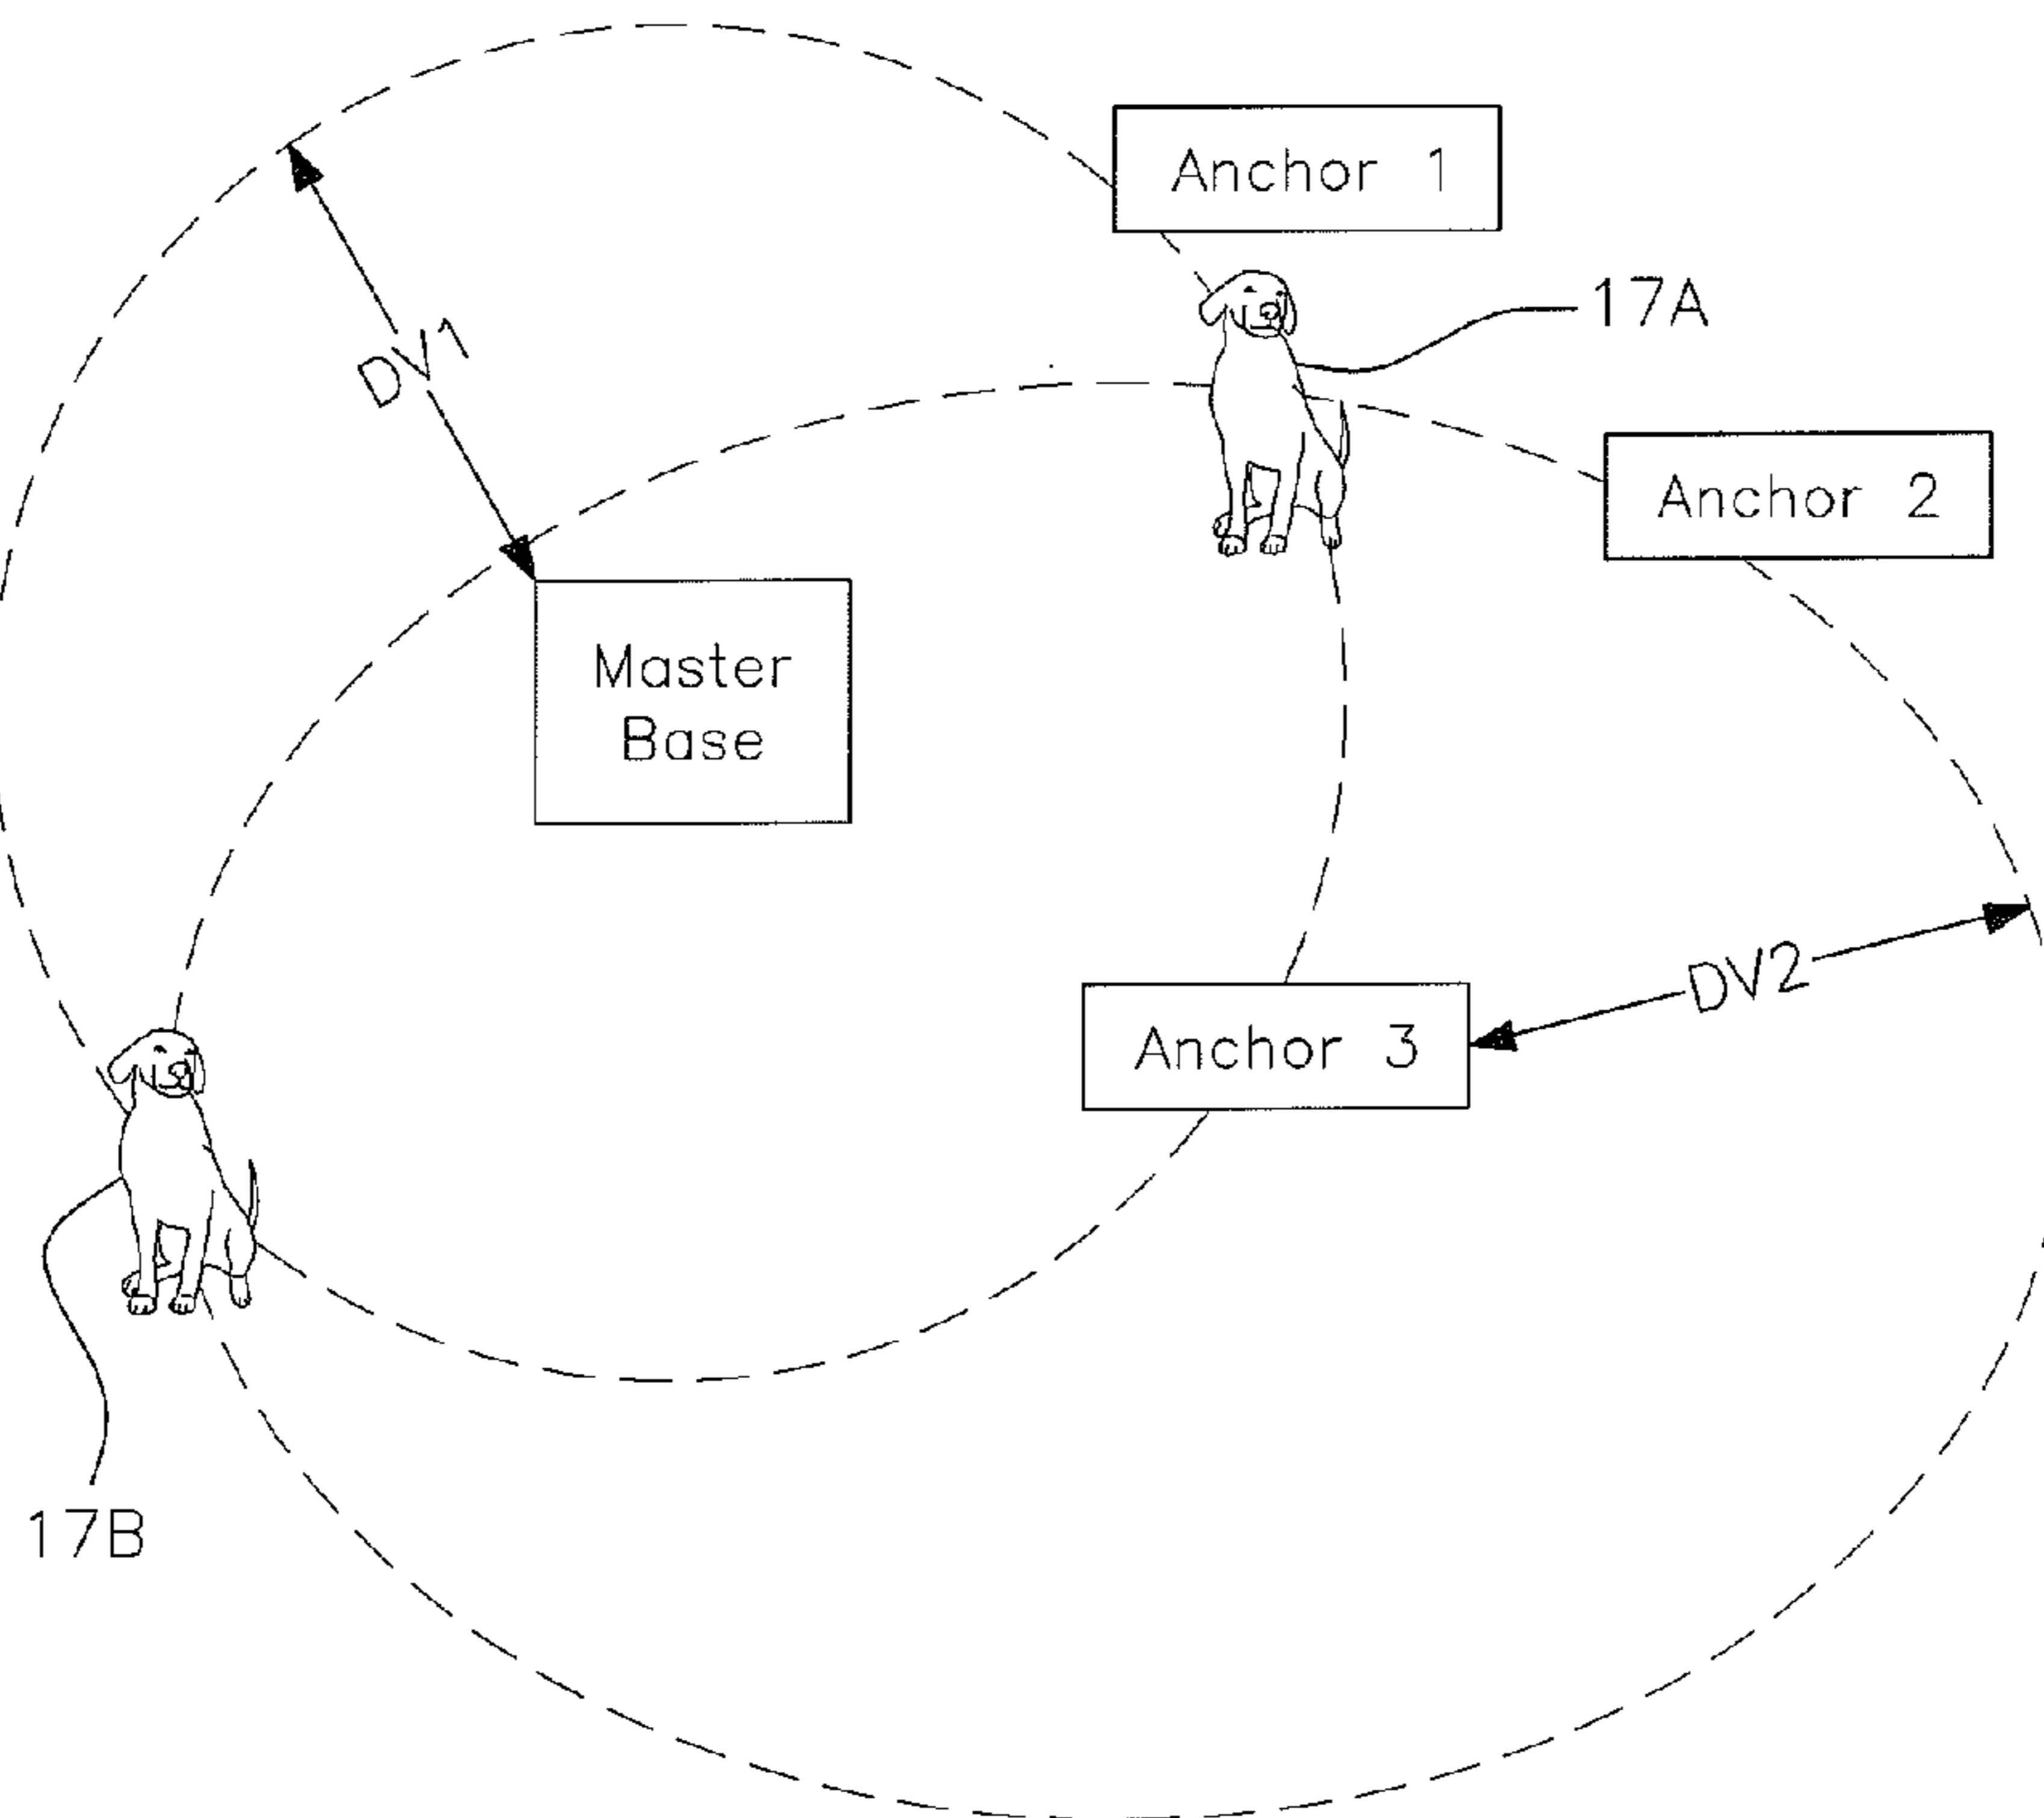 Anchor 1
17A
DV1
Anchor 2
Master
Base
DV2
Anchor 3
17B